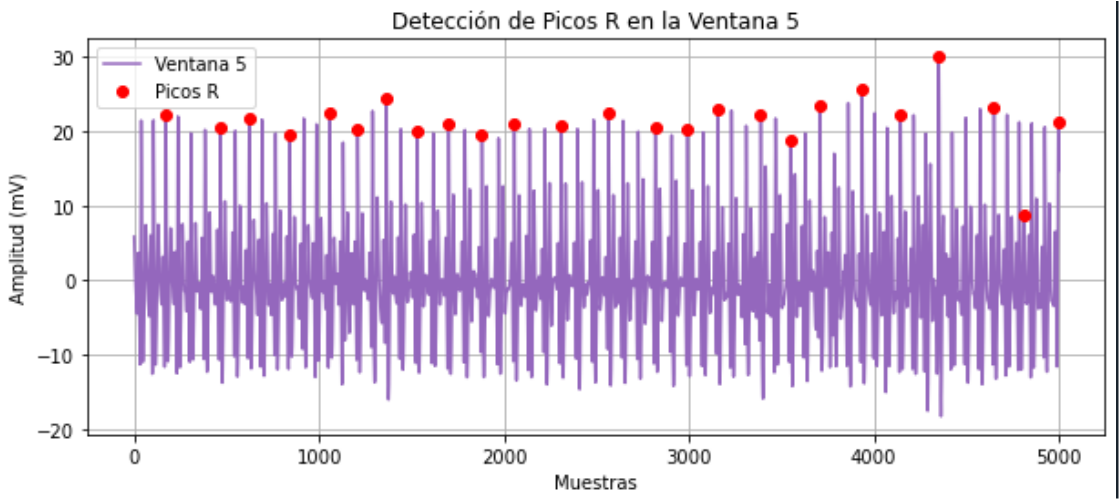 Detección de Picos R en la Ventana 5
Ventana 5
Picos R
Amplitud (mV)
30
20
10
0
−10
−20
0
1000
2000
3000
4000
5000
Muestras